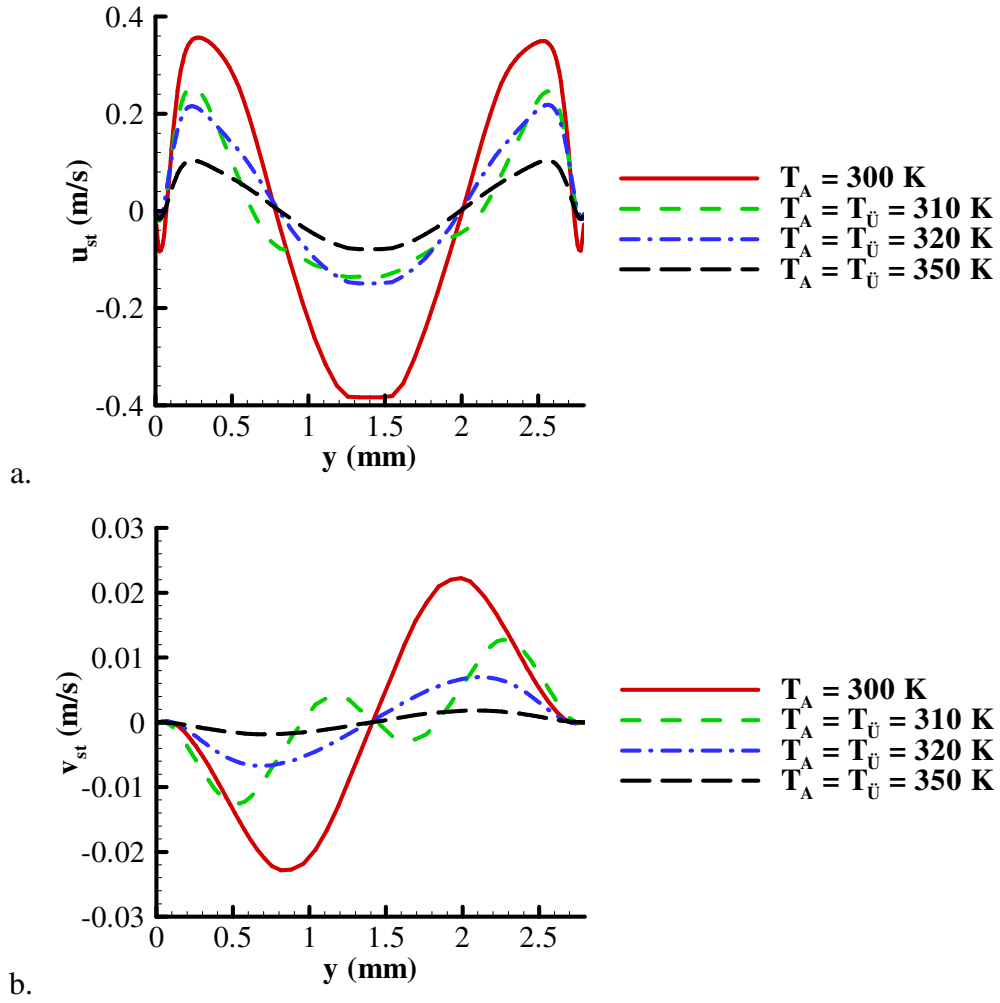 0.4
0.2
0
-0.2
-0.4
u_st (m/s)
0 0.5 1 1.5 2 2.5
y (mm)
T_A = 300 K
T_A = T_Ü = 310 K
T_A = T_Ü = 320 K
T_A = T_Ü = 350 K
a.
0.03
0.02
0.01
0
-0.01
-0.02
-0.03
v_st (m/s)
0 0.5 1 1.5 2 2.5
y (mm)
T_A = 300 K
T_A = T_Ü = 310 K
T_A = T_Ü = 320 K
T_A = T_Ü = 350 K
b.